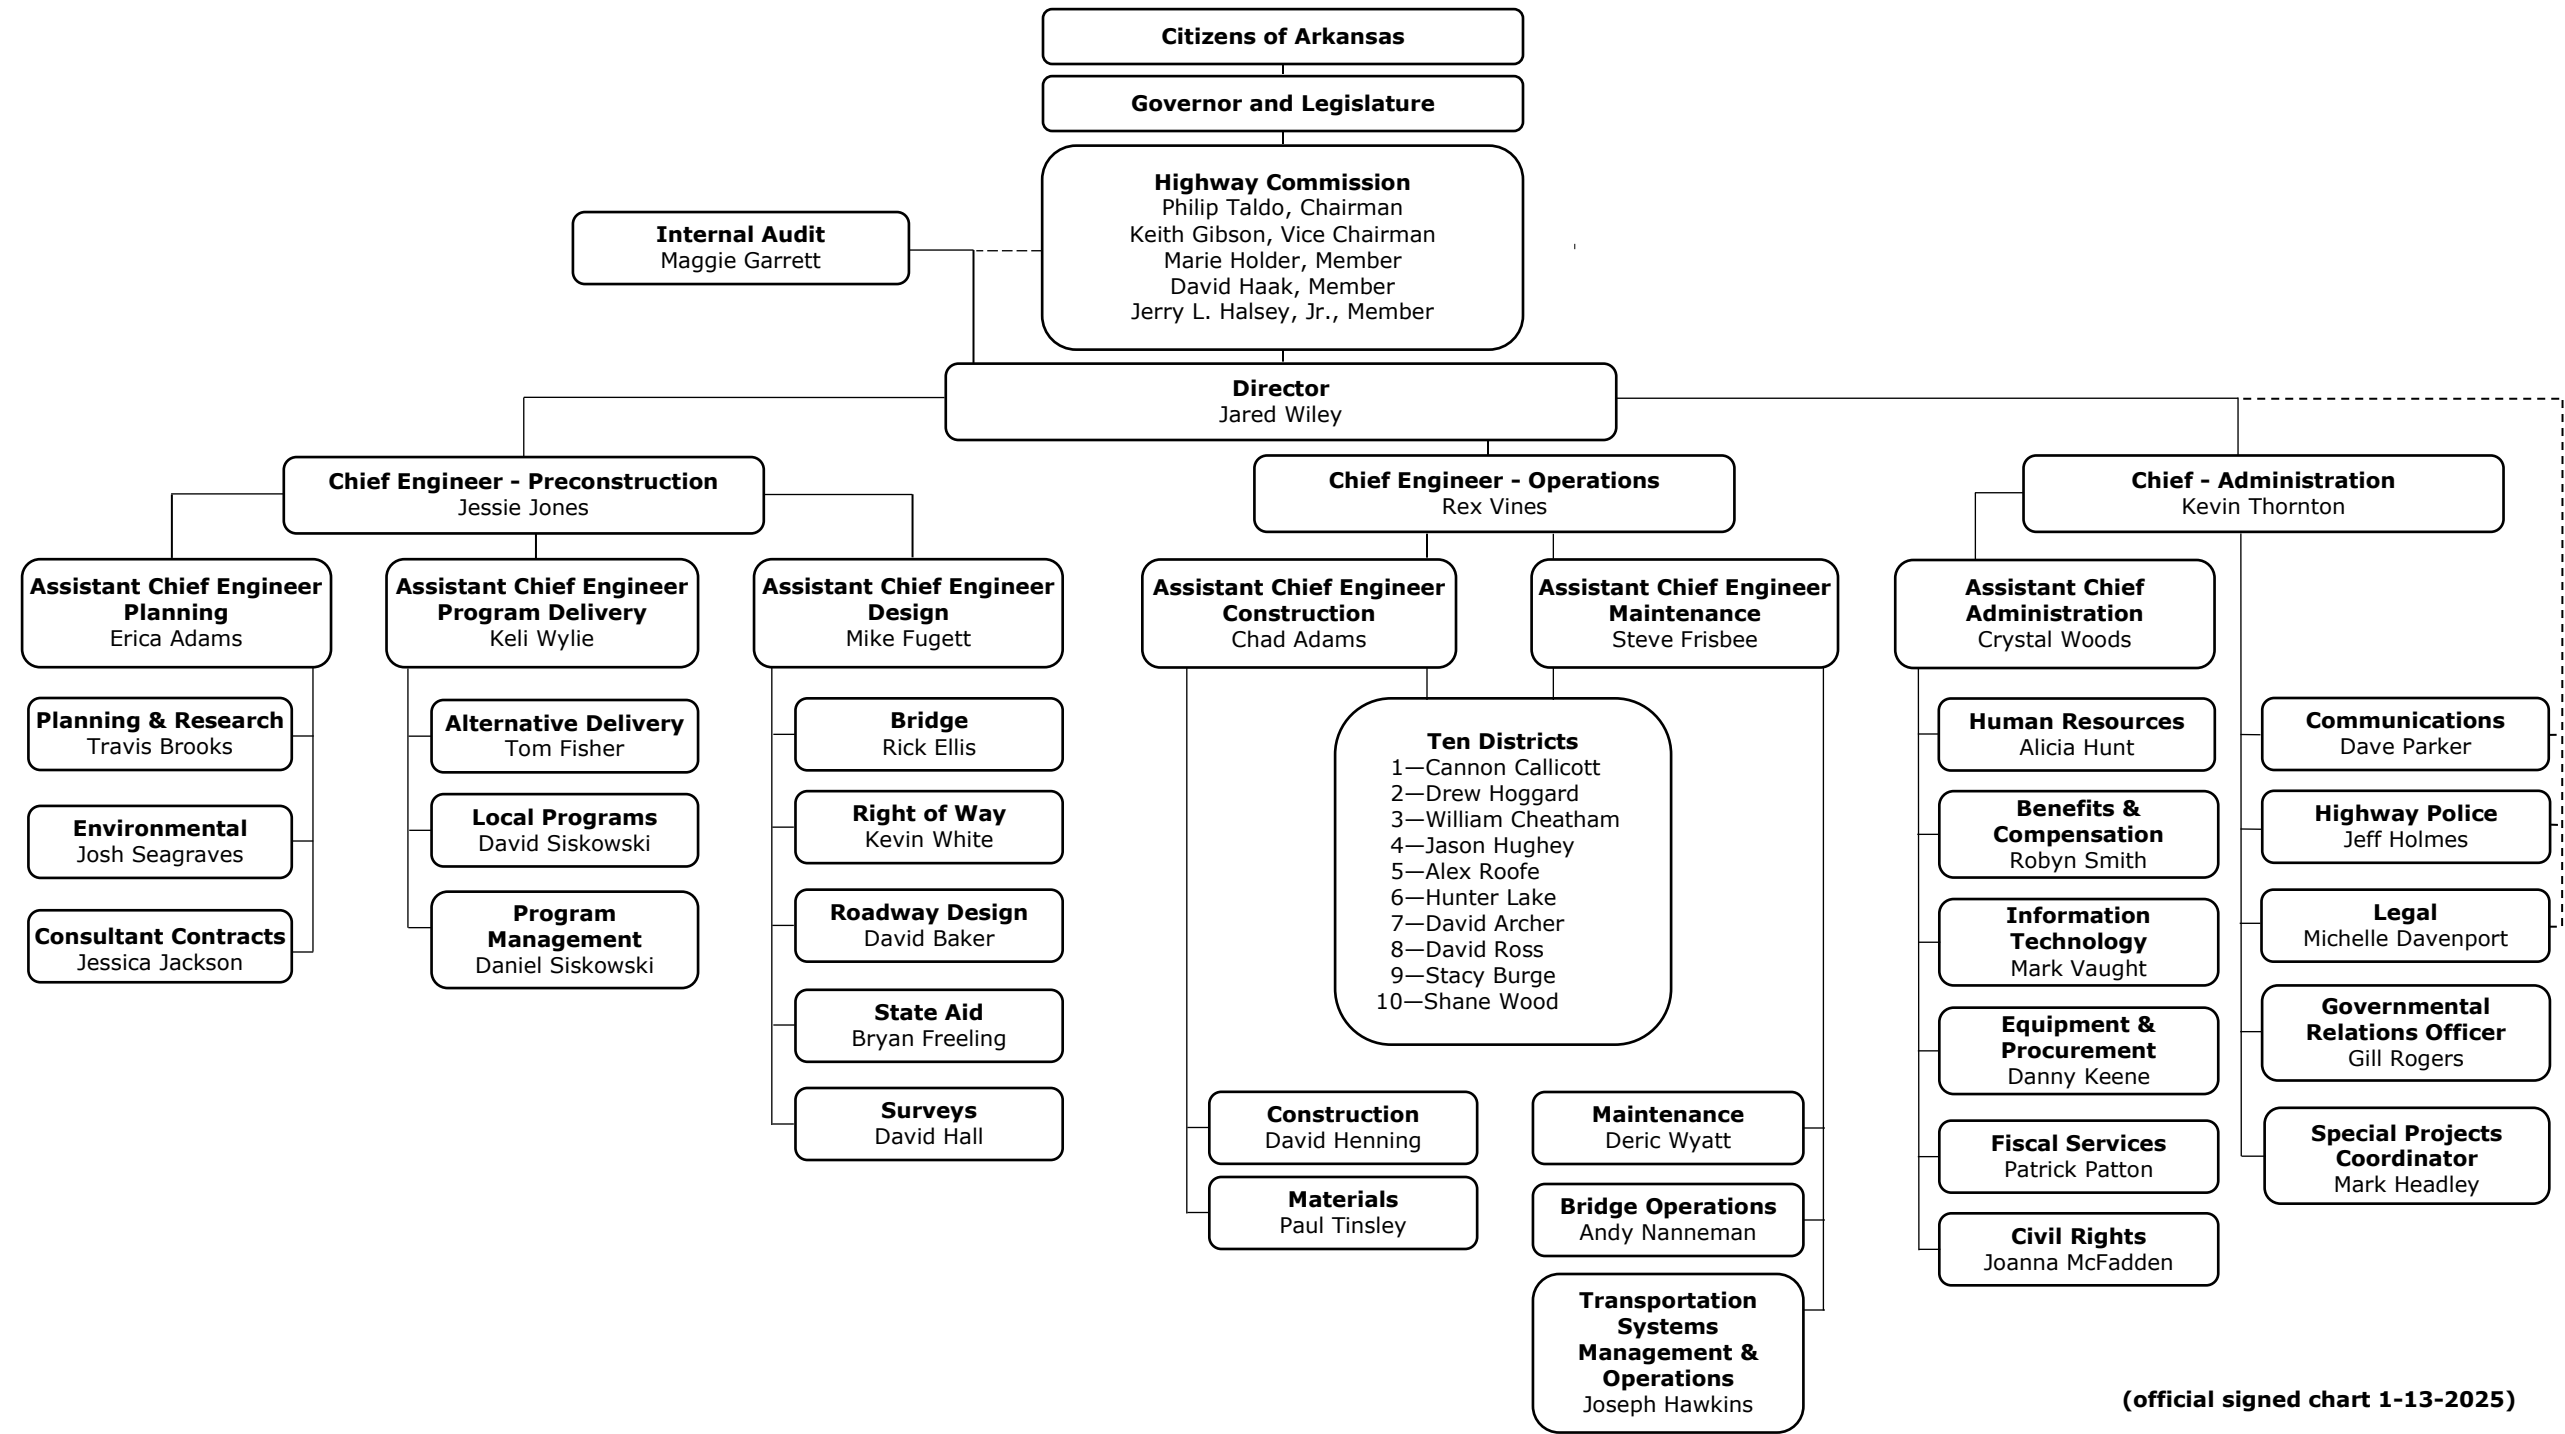 Citizens of Arkansas
Governor and Legislature
Highway Commission
Philip Taldo, Chairman
Keith Gibson, Vice Chairman
Marie Holder, Member
David Haak, Member
Jerry L. Halsey, Jr., Member
Internal Audit
Maggie Garrett
Director
Jared Wiley
Chief Engineer - Preconstruction
Jessie Jones
Chief Engineer - Operations
Rex Vines
Chief - Administration
Kevin Thornton
Assistant Chief Engineer
Planning
Erica Adams
Assistant Chief Engineer
Program Delivery
Keli Wylie
Assistant Chief Engineer
Design
Mike Fugett
Assistant Chief Engineer
Construction
Chad Adams
Assistant Chief Engineer
Maintenance
Steve Frisbee
Assistant Chief
Administration
Crystal Woods
Planning & Research
Travis Brooks
Environmental
Josh Seagraves
Consultant Contracts
Jessica Jackson
Alternative Delivery
Tom Fisher
Local Programs
David Siskowski
Program
Management
Daniel Siskowski
Bridge
Rick Ellis
Right of Way
Kevin White
Roadway Design
David Baker
State Aid
Bryan Freeling
Surveys
David Hall
Ten Districts
1—Cannon Callicott
2—Drew Hoggard
3—William Cheatham
4—Jason Hughey
5—Alex Roofe
6—Hunter Lake
7—David Archer
8—David Ross
9—Stacy Burge
10—Shane Wood
Construction
David Henning
Materials
Paul Tinsley
Maintenance
Deric Wyatt
Bridge Operations
Andy Nanneman
Transportation
Systems
Management &
Operations
Joseph Hawkins
Human Resources
Alicia Hunt
Benefits &
Compensation
Robyn Smith
Information
Technology
Mark Vaught
Equipment &
Procurement
Danny Keene
Fiscal Services
Patrick Patton
Civil Rights
Joanna McFadden
Communications
Dave Parker
Highway Police
Jeff Holmes
Legal
Michelle Davenport
Governmental
Relations Officer
Gill Rogers
Special Projects
Coordinator
Mark Headley
(official signed chart 1-13-2025)